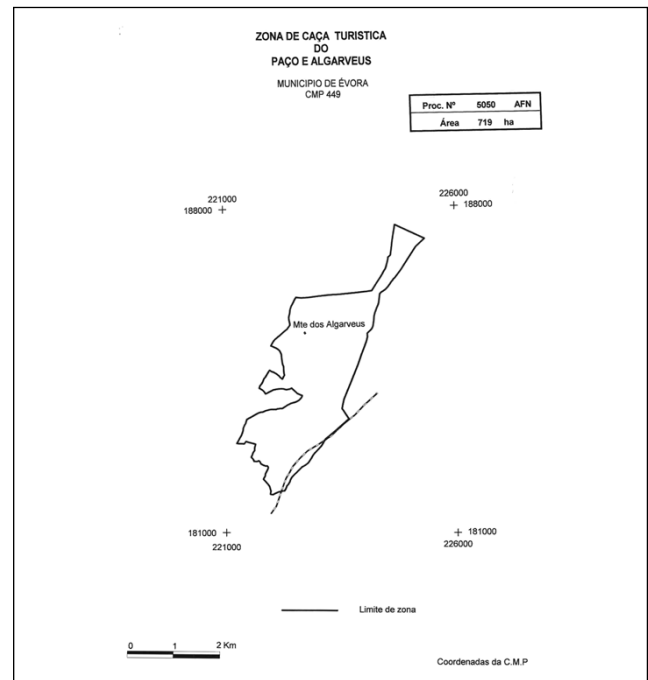 ZONA DE CAÇA TURISTICA
DO
PAÇO E ALGARVEUS
MUNICIPIO DE ÉVORA
CMP 449
Proc. Nº 5050 AFN
Área 719 ha
221000
188000
226000
188000
Mte dos Algarveus
181000
221000
181000
226000
Limite de zona
0 1 2 Km
Coordenadas da C.M.P